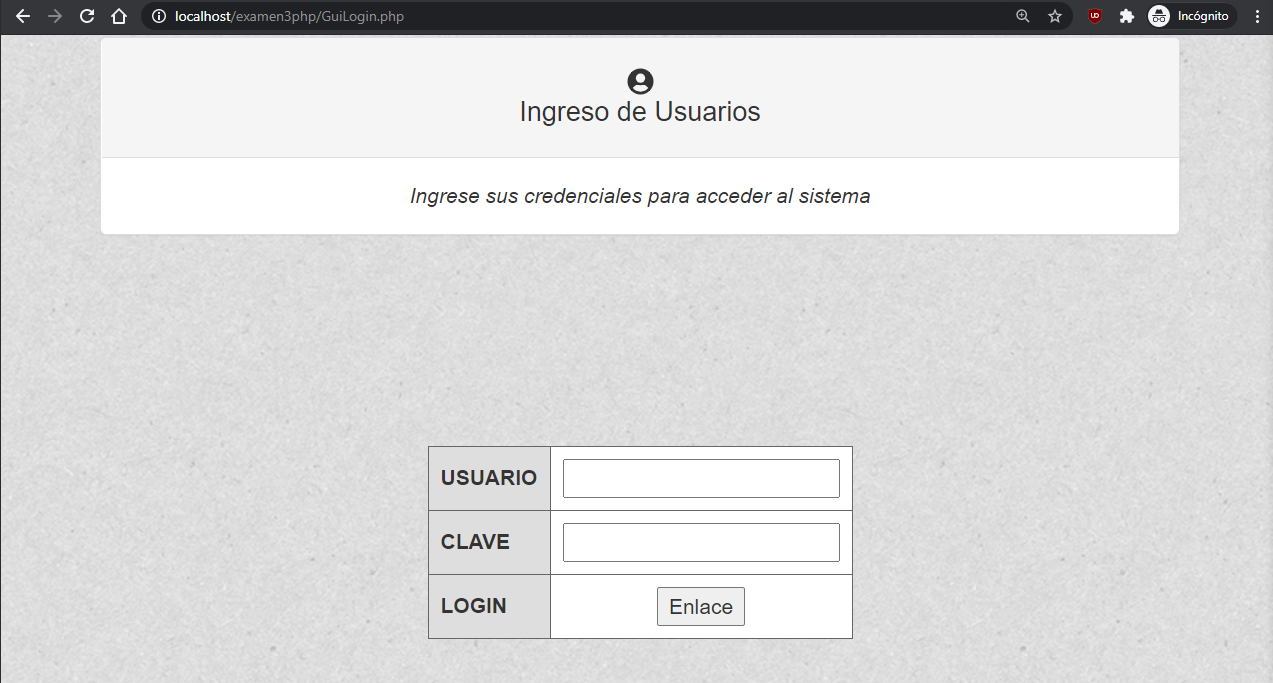 localhost/examen3php/GuiLogin.php
UD
Incógnito
Ingreso de Usuarios
Ingrese sus credenciales para acceder al sistema
USUARIO
CLAVE
LOGIN Enlace